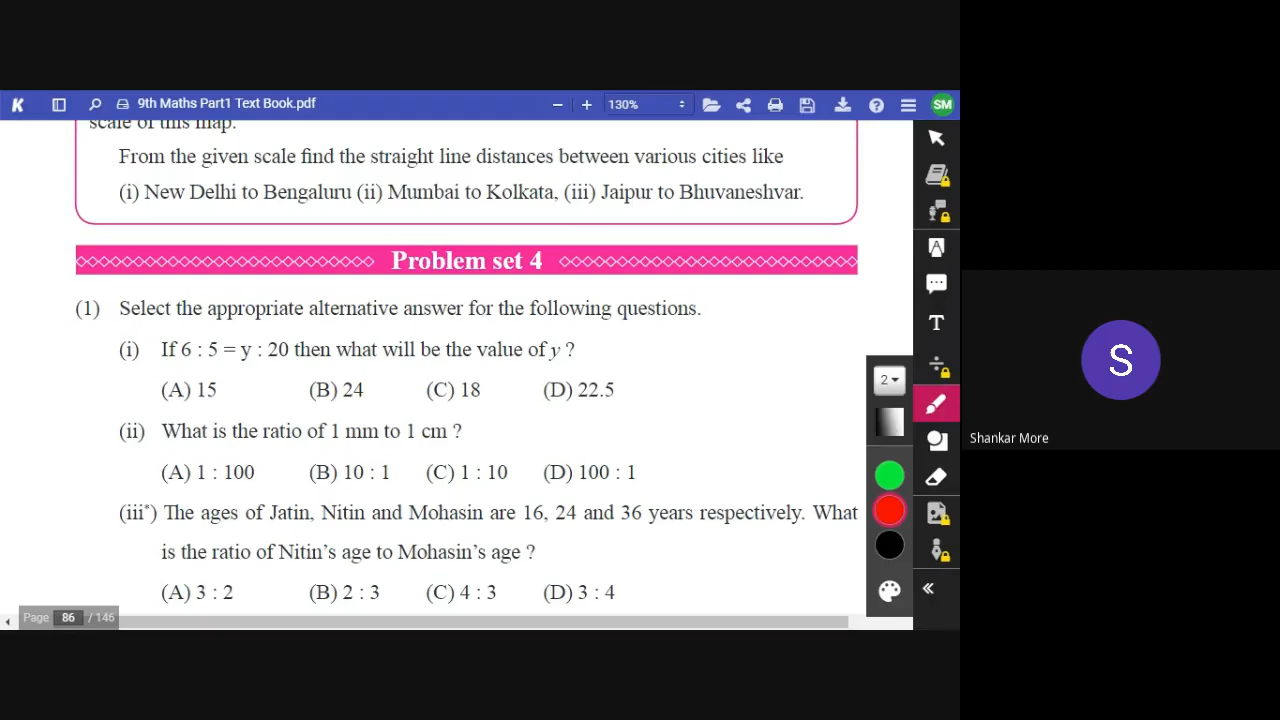 K 9th Maths Part1 Text Book.pdf − + 130% ? SM
scale of this map.
From the given scale find the straight line distances between various cities like
(i) New Delhi to Bengaluru (ii) Mumbai to Kolkata, (iii) Jaipur to Bhuvaneshvar.
Problem set 4
(1) Select the appropriate alternative answer for the following questions.
(i) If 6 : 5 = y : 20 then what will be the value of y ?
(A) 15 (B) 24 (C) 18 (D) 22.5
(ii) What is the ratio of 1 mm to 1 cm ?
(A) 1 : 100 (B) 10 : 1 (C) 1 : 10 (D) 100 : 1
(iii*) The ages of Jatin, Nitin and Mohasin are 16, 24 and 36 years respectively. What
is the ratio of Nitin's age to Mohasin's age ?
(A) 3 : 2 (B) 2 : 3 (C) 4 : 3 (D) 3 : 4
Page 86 / 146
2
A
T
«
S
Shankar More